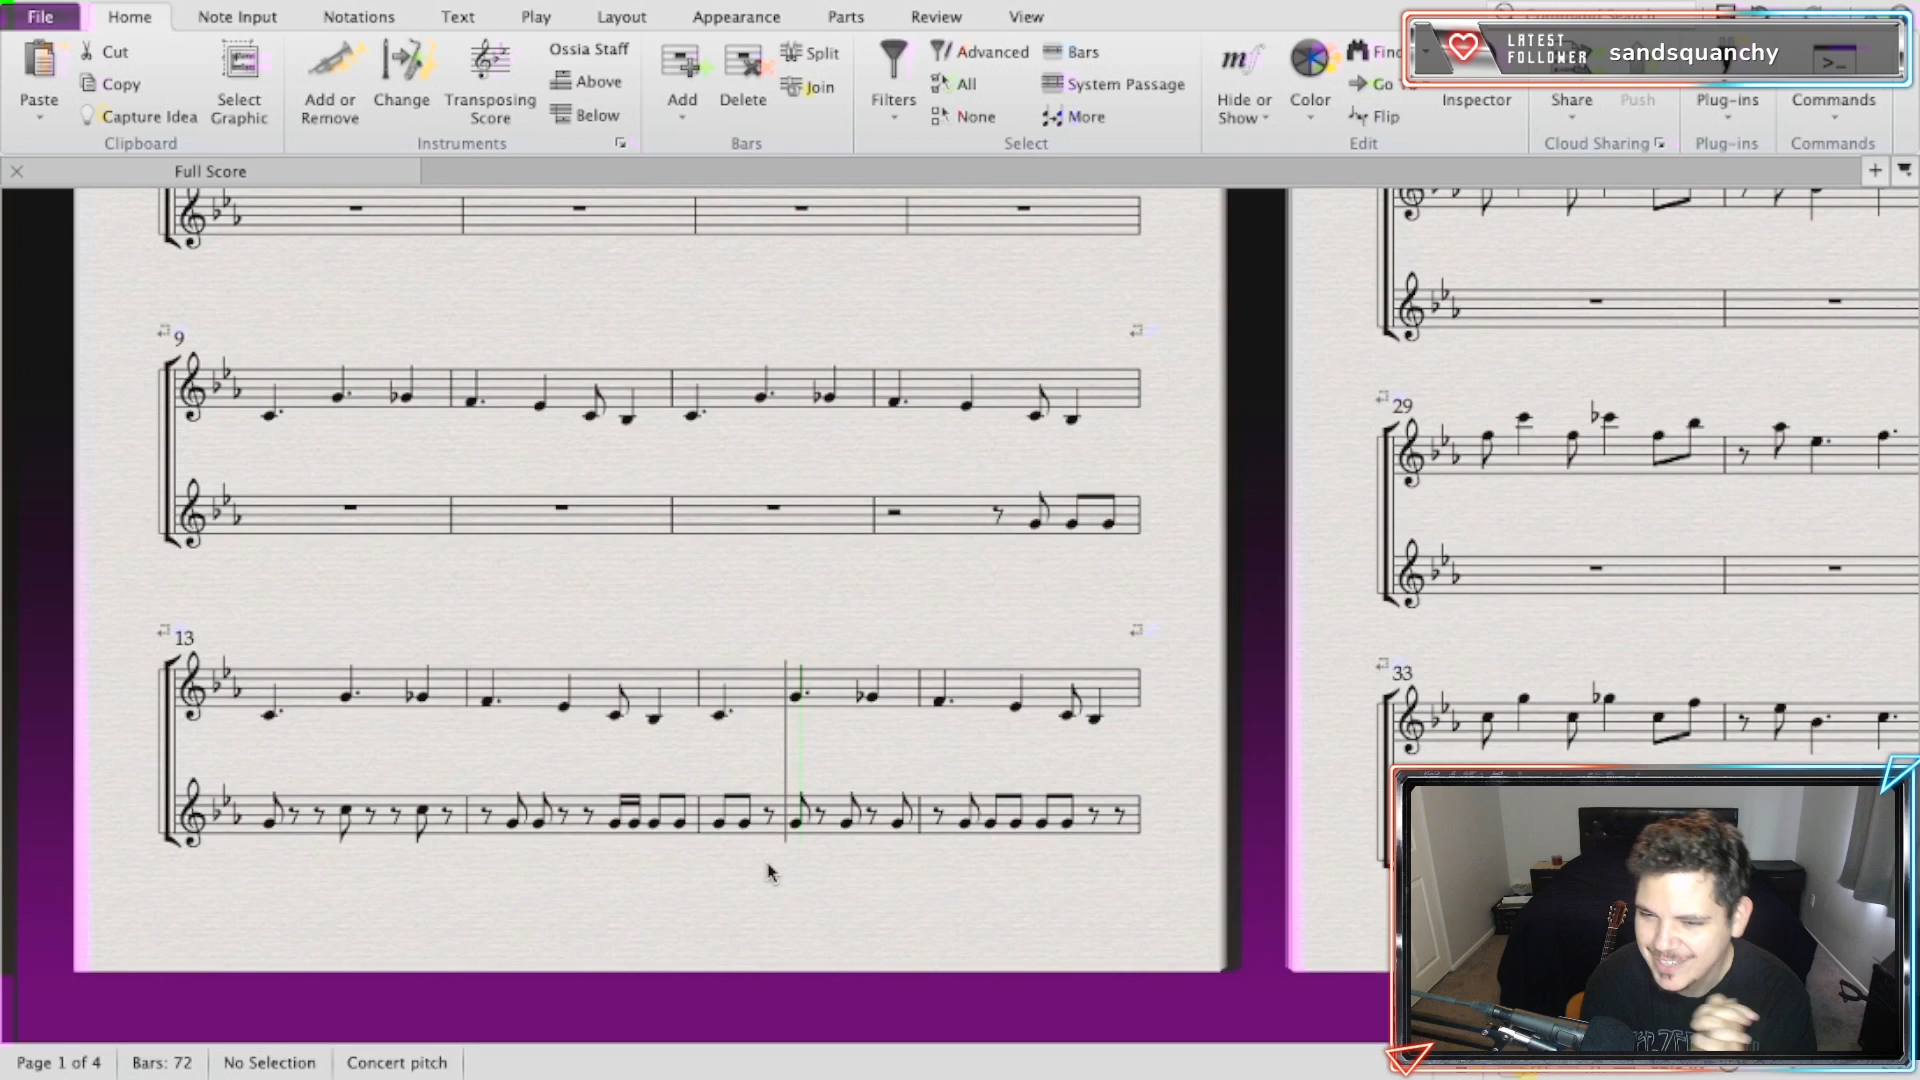 File Home Note Input Notations Text Play Layout Appearance Parts Review View
Paste Cut Copy Capture Idea Select Graphic
Clipboard
Add or Remove Change Transposing Score Ossia Staff Above Below
Instruments
Add Delete Split Join
Bars
Filters Advanced All None Bars System Passage More
Select
Hide or Show Color Find Go Flip
Edit
Inspector
Share Push
Cloud Sharing
Plug-ins
Plug-ins
Commands
Commands
LATEST FOLLOWER sandsquanchy
Full Score
9
13
29
33
Page 1 of 4 Bars: 72 No Selection Concert pitch